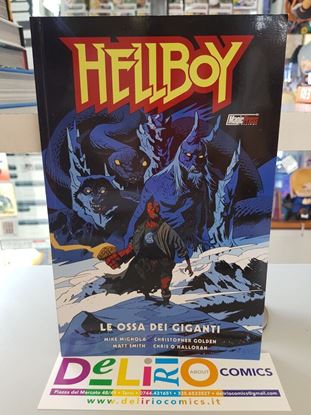 HELLBOY
MagicPress
LE OSSA DEI GIGANTI
MIKE MIGNOLA CHRISTOPHER GOLDEN
MATT SMITH CHRIS O'HALLORAN
DeLiRiO ABOUT COMICS
www.deliriocomics.it